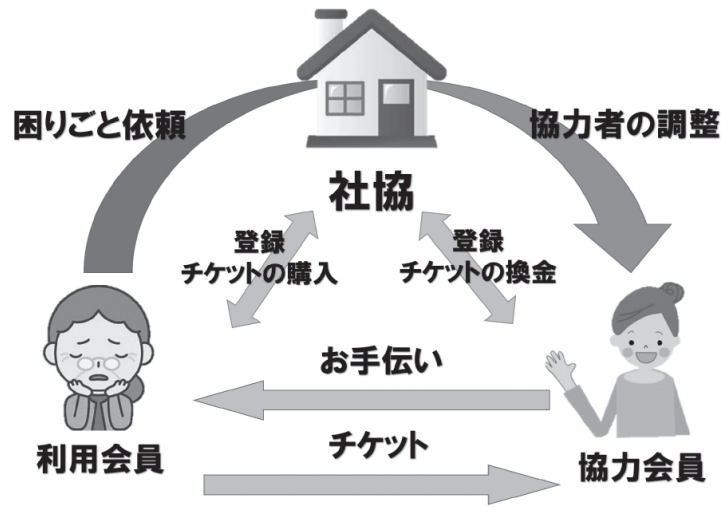 困りごと依頼
協力者の調整
社協
登録
チケットの購入
登録
チケットの換金
お手伝い
チケット
利用会員
協力会員